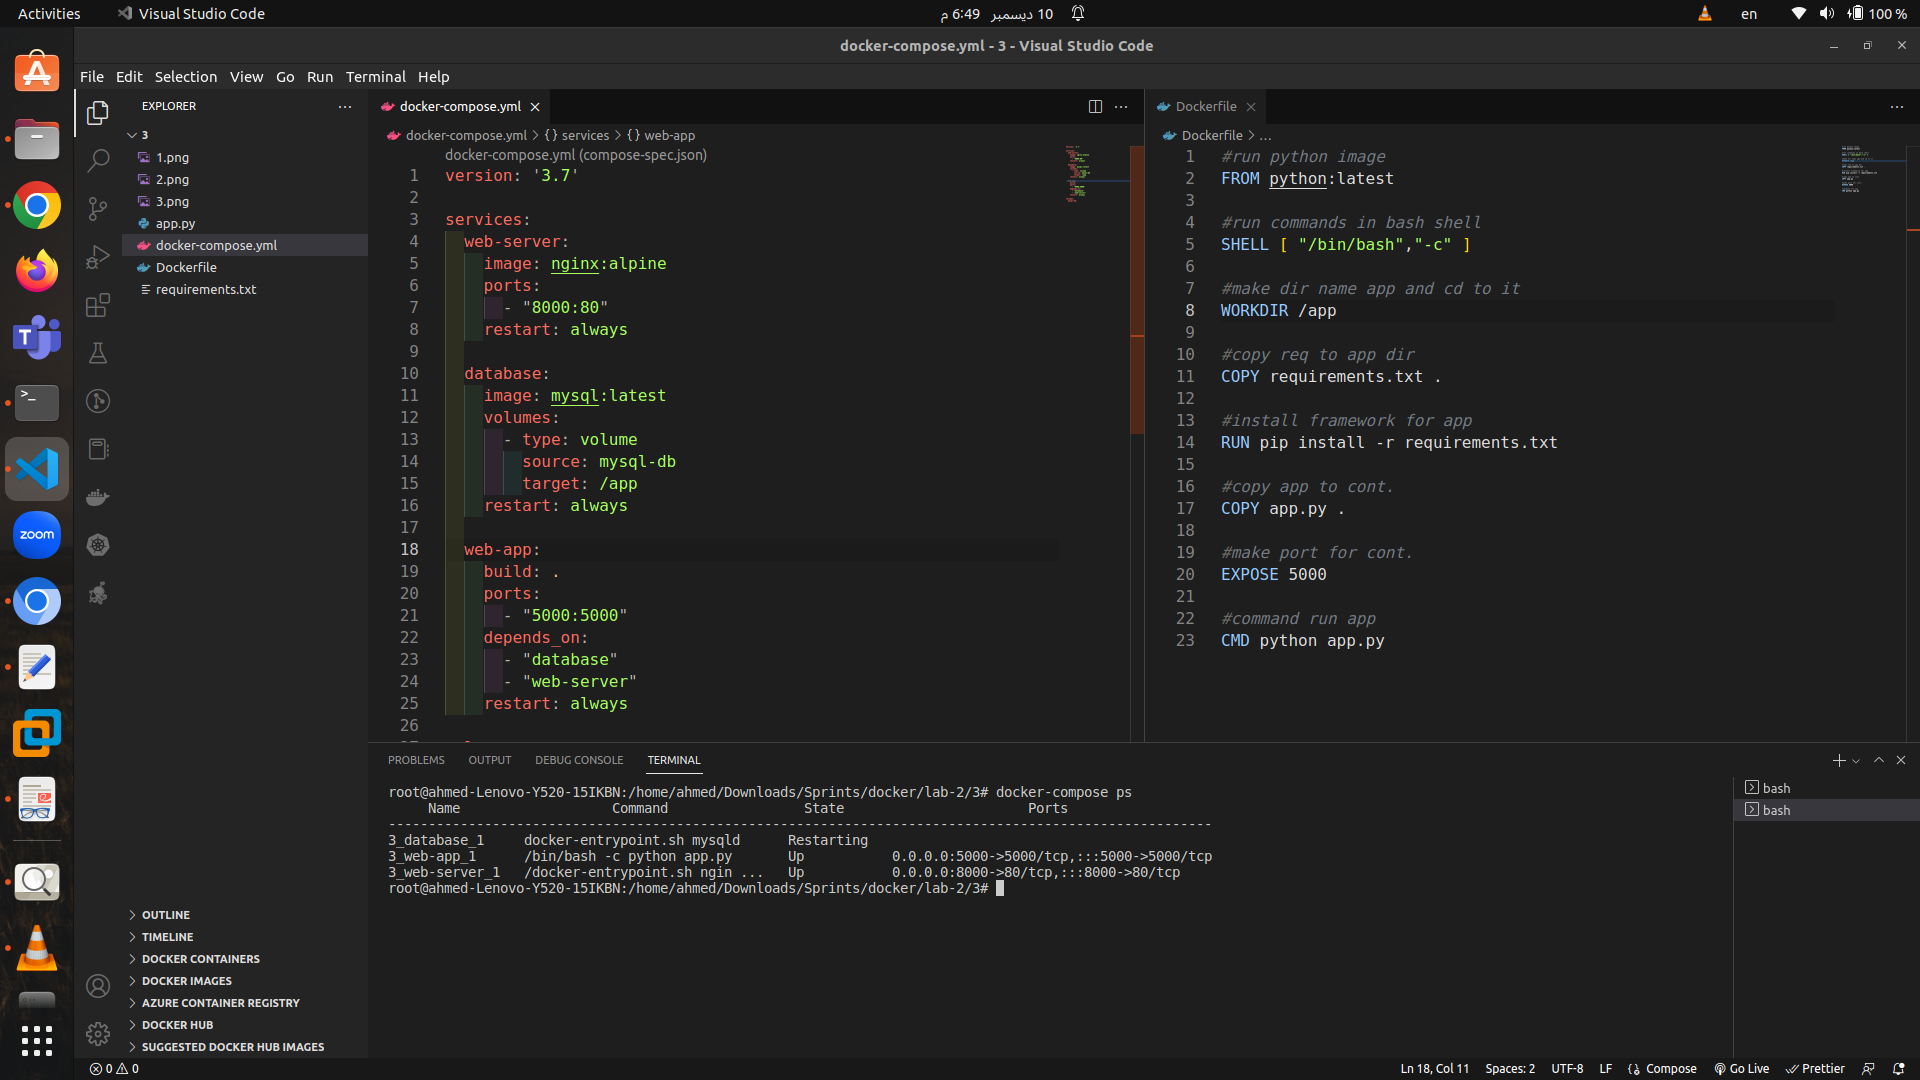 Activities
Visual Studio Code
10 ديسمبر 6:49 م
en
100 %
docker-compose.yml - 3 - Visual Studio Code
File Edit Selection View Go Run Terminal Help
EXPLORER
3
1.png
2.png
3.png
app.py
docker-compose.yml
Dockerfile
requirements.txt
OUTLINE
TIMELINE
DOCKER CONTAINERS
DOCKER IMAGES
AZURE CONTAINER REGISTRY
DOCKER HUB
SUGGESTED DOCKER HUB IMAGES
zoom
docker-compose.yml
docker-compose.yml > {} services > {} web-app
docker-compose.yml (compose-spec.json)
1 version: '3.7'
2
3 services:
4 web-server:
5 image: nginx:alpine
6 ports:
7 - "8000:80"
8 restart: always
9
10 database:
11 image: mysql:latest
12 volumes:
13 - type: volume
14 source: mysql-db
15 target: /app
16 restart: always
17
18 web-app:
19 build: .
20 ports:
21 - "5000:5000"
22 depends_on:
23 - "database"
24 - "web-server"
25 restart: always
26
Dockerfile
Dockerfile > ...
1 #run python image
2 FROM python:latest
3
4 #run commands in bash shell
5 SHELL [ "/bin/bash","-c" ]
6
7 #make dir name app and cd to it
8 WORKDIR /app
9
10 #copy req to app dir
11 COPY requirements.txt .
12
13 #install framework for app
14 RUN pip install -r requirements.txt
15
16 #copy app to cont.
17 COPY app.py .
18
19 #make port for cont.
20 EXPOSE 5000
21
22 #command run app
23 CMD python app.py
PROBLEMS OUTPUT DEBUG CONSOLE TERMINAL
root@ahmed-Lenovo-Y520-15IKBN:/home/ahmed/Downloads/Sprints/docker/lab-2/3# docker-compose ps
Name Command State Ports
-------------------------------------------------------------------------------------------------------
3_database_1 docker-entrypoint.sh mysqld Restarting
3_web-app_1 /bin/bash -c python app.py Up 0.0.0.0:5000->5000/tcp,:::5000->5000/tcp
3_web-server_1 /docker-entrypoint.sh ngin ... Up 0.0.0.0:8000->80/tcp,:::8000->80/tcp
root@ahmed-Lenovo-Y520-15IKBN:/home/ahmed/Downloads/Sprints/docker/lab-2/3#
bash
bash
0 0
Ln 18, Col 11 Spaces: 2 UTF-8 LF Compose Go Live Prettier